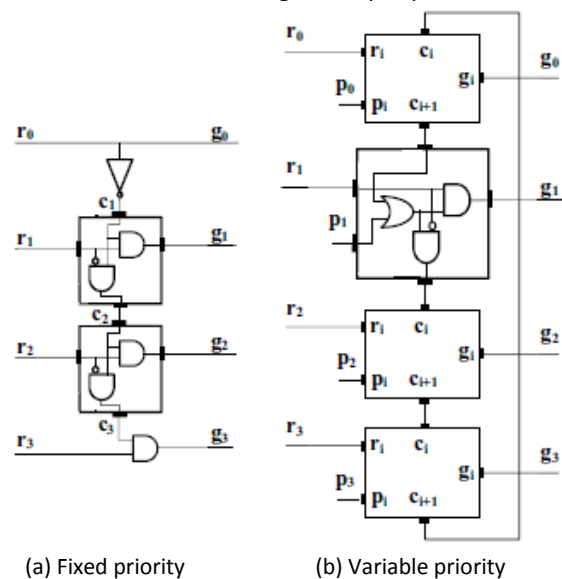 r0 g0
c1
r1 g1
c2
r2 g2
c3
r3 g3
(a) Fixed priority
r0 ri ci
gi g0
p0 pi ci+1
r1
g1
p1
r2 ri ci
gi g2
p2 pi ci+1
r3 ri ci
gi g3
p3 pi ci+1
(b) Variable priority